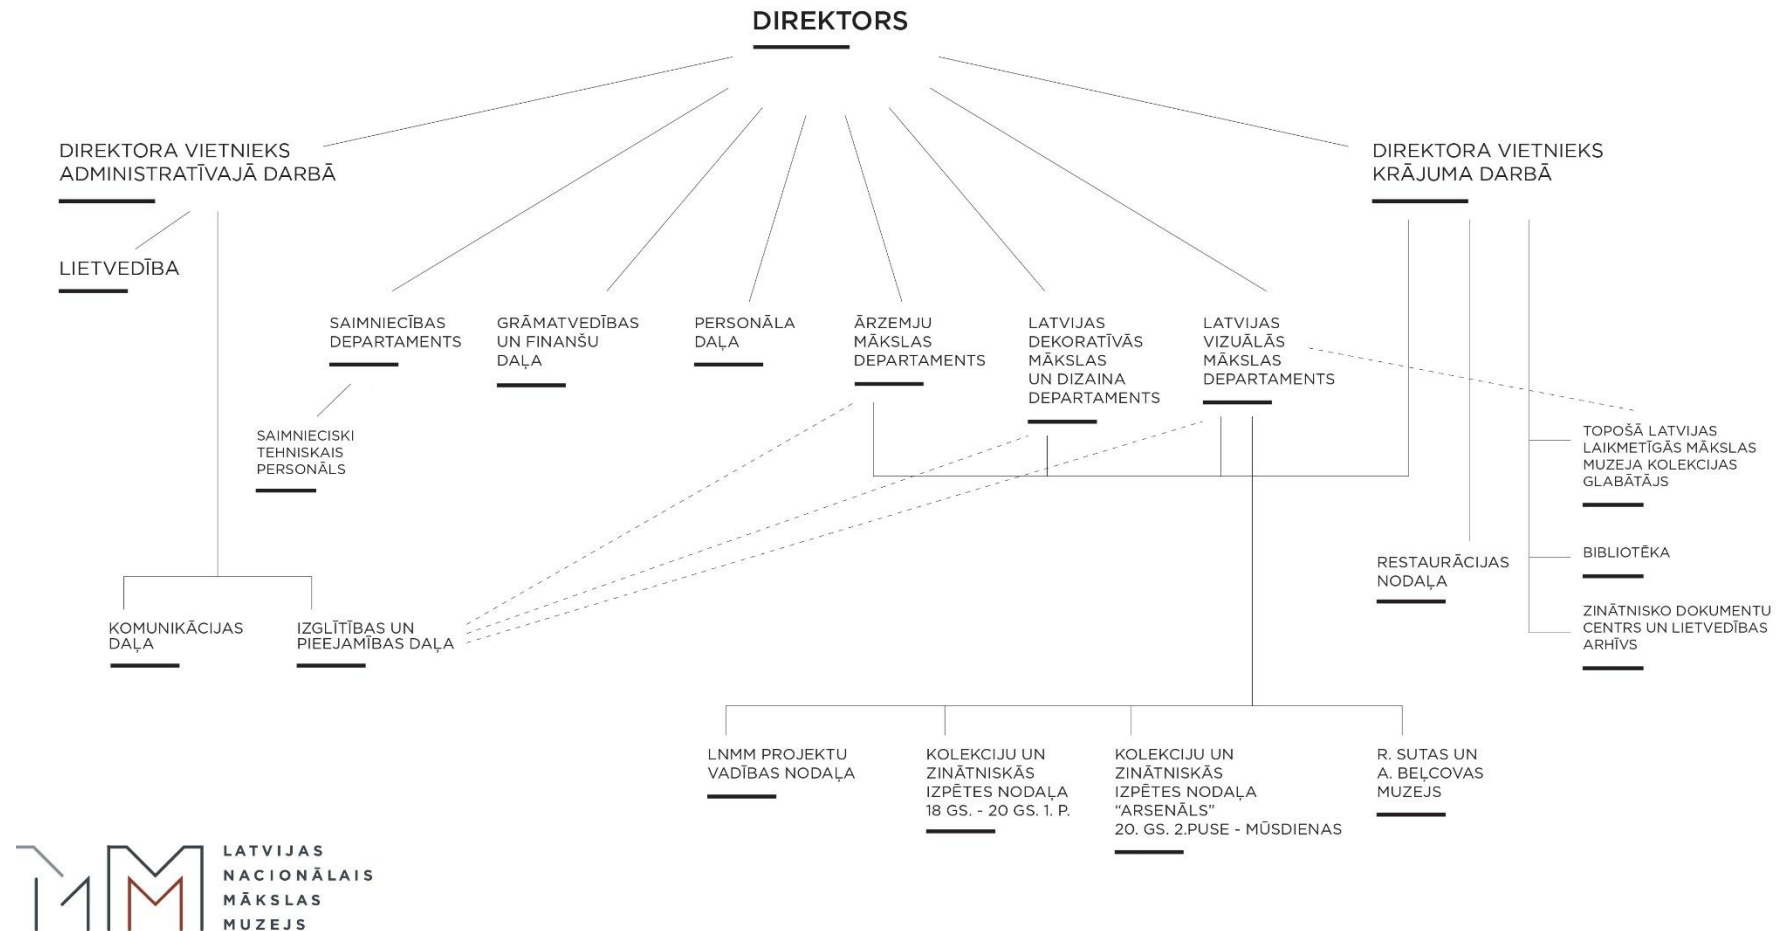 DIREKTORS
DIREKTORA VIETNIEKS
ADMINISTRATĪVAJĀ DARBĀ
DIREKTORA VIETNIEKS
KRĀJUMA DARBĀ
LIETVEDĪBA
SAIMNIECĪBAS
DEPARTAMENTS
GRĀMATVEDĪBAS
UN FINANŠU
DAĻA
PERSONĀLA
DAĻA
ĀRZEMJU
MĀKSLAS
DEPARTAMENTS
LATVIJAS
DEKORATĪVĀS
MĀKSLAS
UN DIZAINA
DEPARTAMENTS
LATVIJAS
VIZUĀLĀS
MĀKSLAS
DEPARTAMENTS
SAIMNIECISKI
TEHNISKAIS
PERSONĀLS
TOPOŠĀ LATVIJAS
LAIKMETĪGĀS MĀKSLAS
MUZEJA KOLEKCIJAS
GLABĀTĀJS
BIBLIOTĒKA
RESTAURĀCIJAS
NODAĻA
ZINĀTNISKO DOKUMENTU
CENTRS UN LIETVEDĪBAS
ARHĪVS
KOMUNIKĀCIJAS
DAĻA
IZGLĪTĪBAS UN
PIEEJAMĪBAS DAĻA
LNMM PROJEKTU
VADĪBAS NODAĻA
KOLEKCIJU UN
ZINĀTNISKĀS
IZPĒTES NODAĻA
18 GS. - 20 GS. 1. P.
KOLEKCIJU UN
ZINĀTNISKĀS
IZPĒTES NODAĻA
“ARSENĀLS”
20. GS. 2.PUSE - MŪSDIENAS
R. SUTAS UN
A. BEĻCOVAS
MUZEJS
LATVIJAS
NACIONĀLAIS
MĀKSLAS
MUZEJS